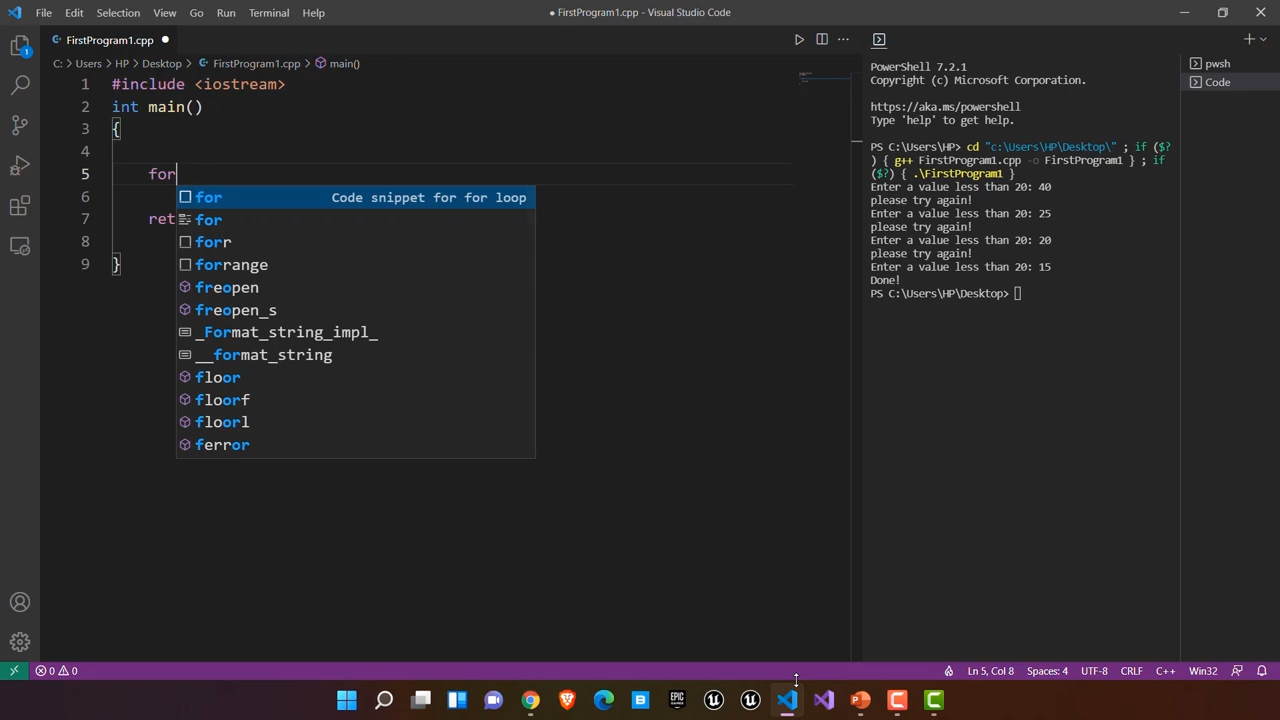 File Edit Selection View Go Run Terminal Help
● FirstProgram1.cpp - Visual Studio Code
FirstProgram1.cpp ●
C: > Users > HP > Desktop > FirstProgram1.cpp > main()
1 #include <iostream>
2 int main()
3 {
4
5 for
6
7 ret
8
9 }
for Code snippet for for loop
for
forr
forrange
freopen
freopen_s
_Format_string_impl_
__format_string
floor
floorf
floorl
ferror
PowerShell 7.2.1
Copyright (c) Microsoft Corporation.
https://aka.ms/powershell
Type 'help' to get help.
PS C:\Users\HP> cd "c:\Users\HP\Desktop\" ; if ($?
) { g++ FirstProgram1.cpp -o FirstProgram1 } ; if
($?) { .\FirstProgram1 }
Enter a value less than 20: 40
please try again!
Enter a value less than 20: 25
please try again!
Enter a value less than 20: 20
please try again!
Enter a value less than 20: 15
Done!
PS C:\Users\HP\Desktop>
pwsh
Code
1
0 0
Ln 5, Col 8 Spaces: 4 UTF-8 CRLF C++ Win32
EPIC GAMES